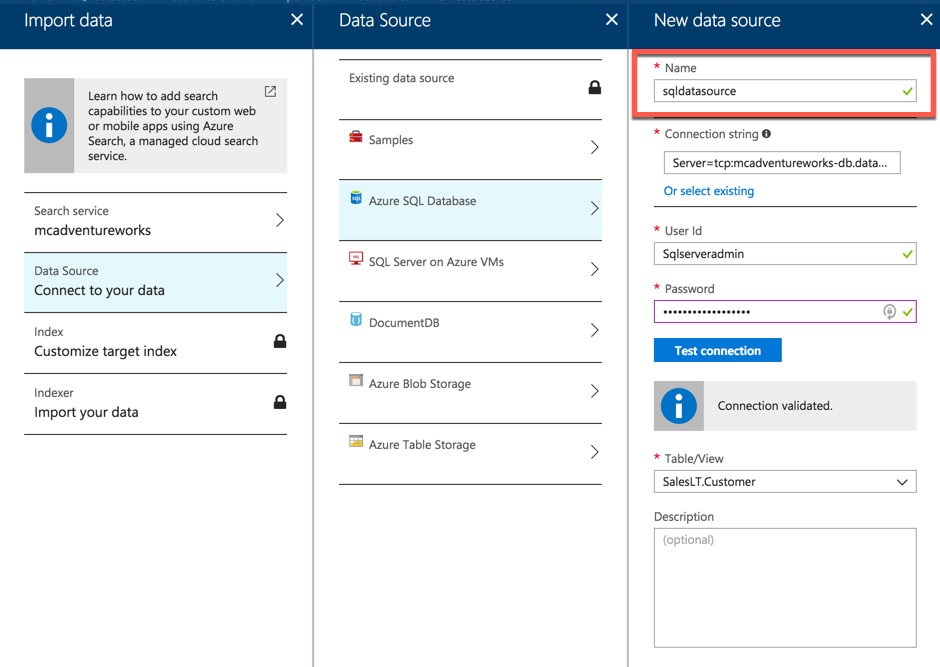 Import data
Learn how to add search
capabilities to your custom web
or mobile apps using Azure
Search, a managed cloud search
service.
Search service
mcadventureworks
Data Source
Connect to your data
Index
Customize target index
Indexer
Import your data
Data Source
Existing data source
Samples
SQL
Azure SQL Database
SQL Server on Azure VMs
DocumentDB
Azure Blob Storage
Azure Table Storage
New data source
* Name
sqldatasource
* Connection string
Server=tcp:mcadventureworks-db.data...
Or select existing
* User Id
Sqlserveradmin
* Password
••••••••••••••••••
Test connection
Connection validated.
* Table/View
SalesLT.Customer
Description
(optional)